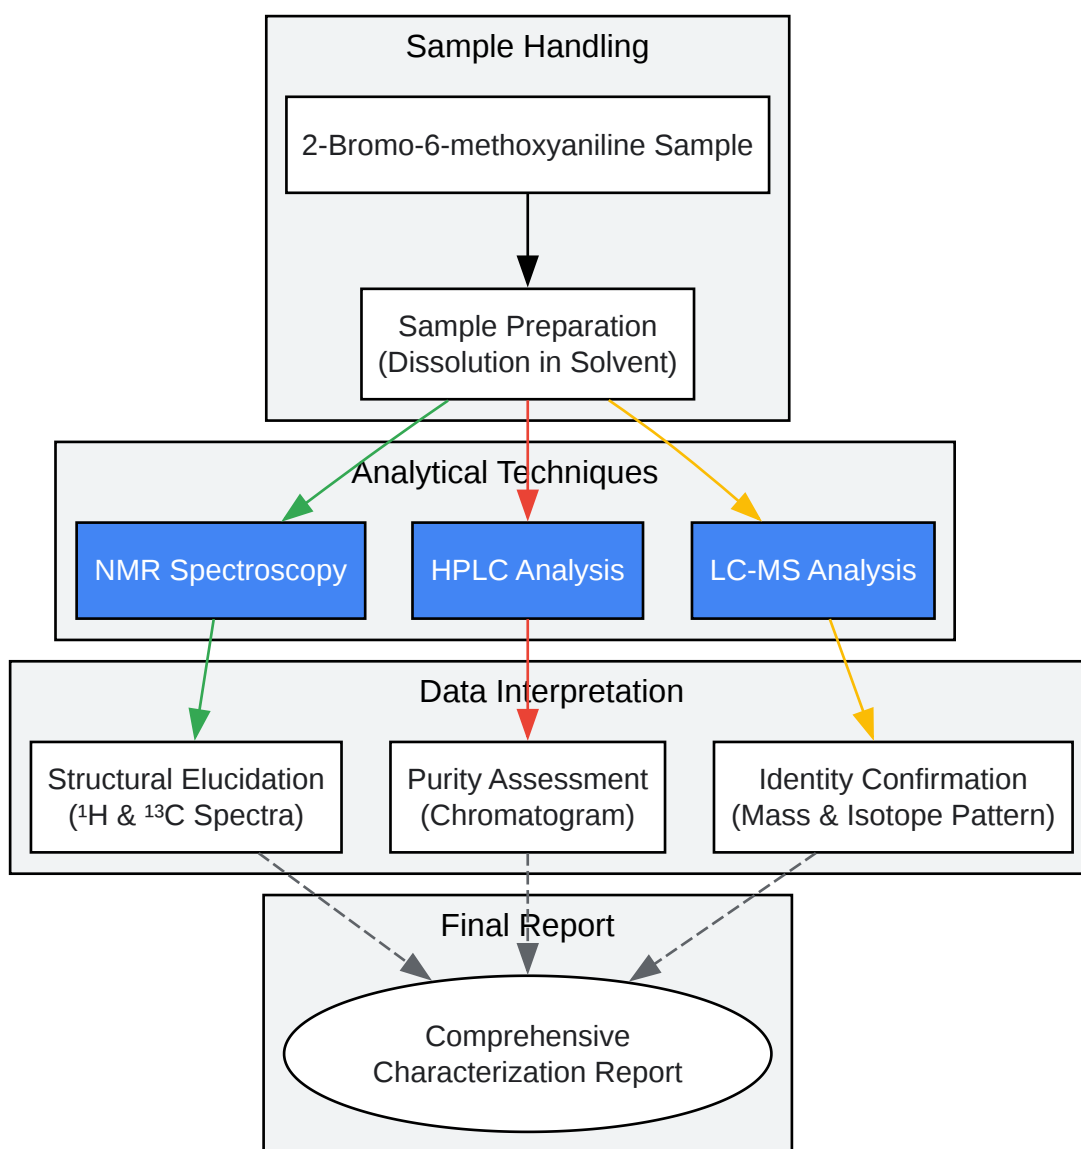 Sample Handling
2-Bromo-6-methoxyaniline Sample
Sample Preparation
(Dissolution in Solvent)
Analytical Techniques
NMR Spectroscopy
HPLC Analysis
LC-MS Analysis
Data Interpretation
Structural Elucidation
(¹H & ¹³C Spectra)
Purity Assessment
(Chromatogram)
Identity Confirmation
(Mass & Isotope Pattern)
Final Report
Comprehensive
Characterization Report